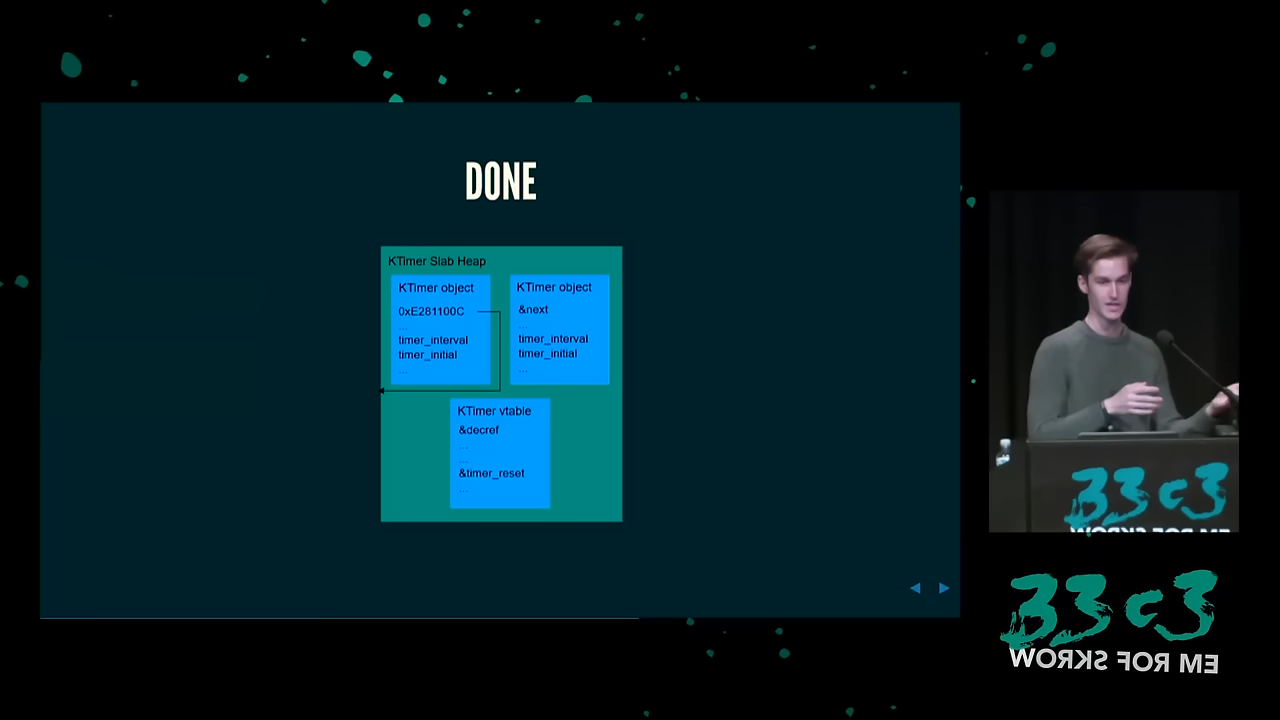 DONE
KTimer Slab Heap
KTimer object
0xE281100C
...
timer_interval
timer_initial
...
KTimer object
&next
...
timer_interval
timer_initial
...
KTimer vtable
&decref
...
...
&timer_reset
...
33c3
WORKS FOR ME
33c3
WORKS FOR ME